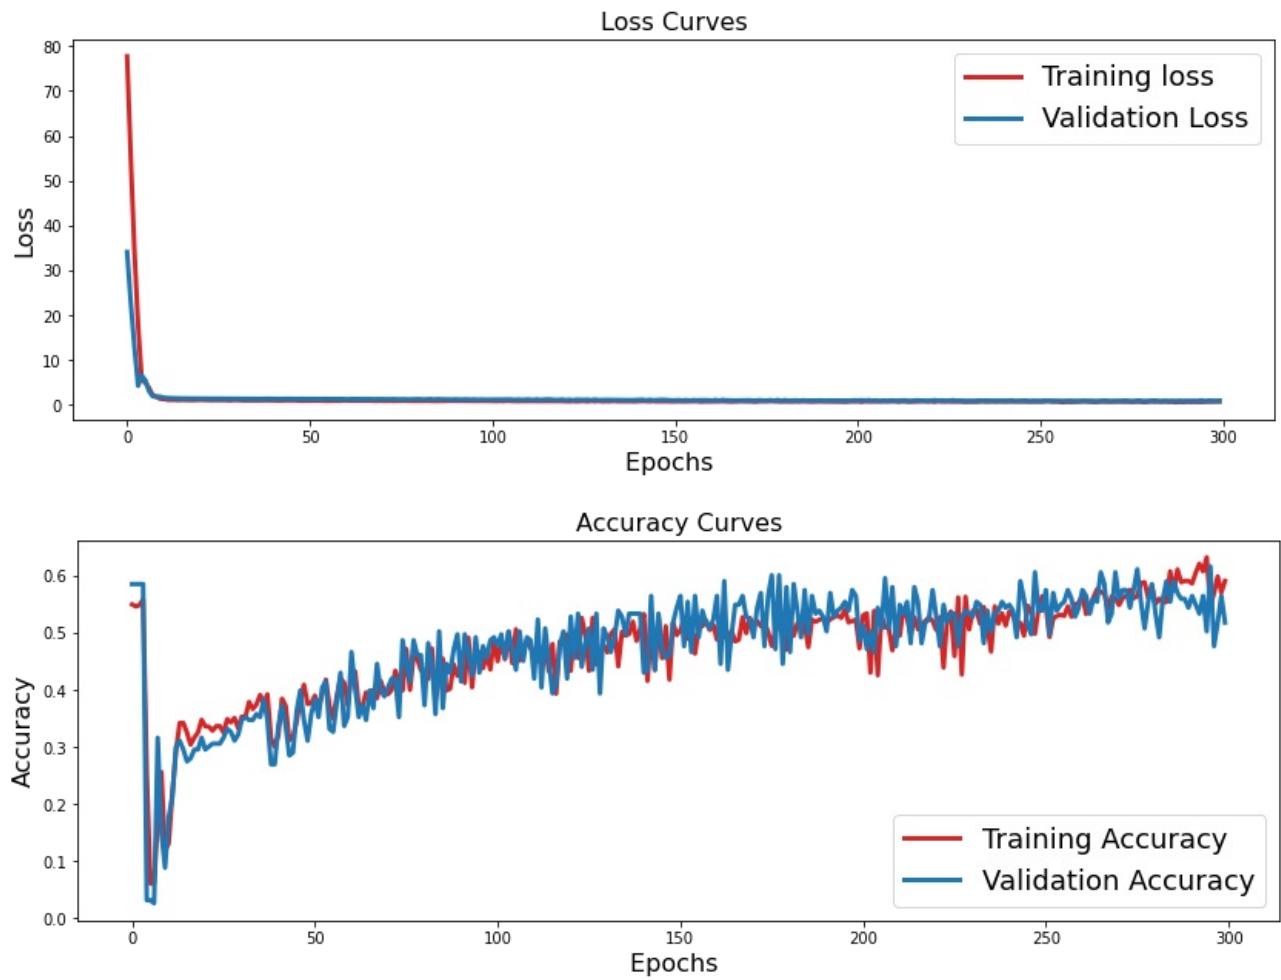 Loss Curves
80
70
60
50
40
30
20
10
0
Loss
Training loss
Validation Loss
0 50 100 150 200 250 300
Epochs
Accuracy Curves
0.6
0.5
0.4
0.3
0.2
0.1
0.0
Accuracy
Training Accuracy
Validation Accuracy
0 50 100 150 200 250 300
Epochs